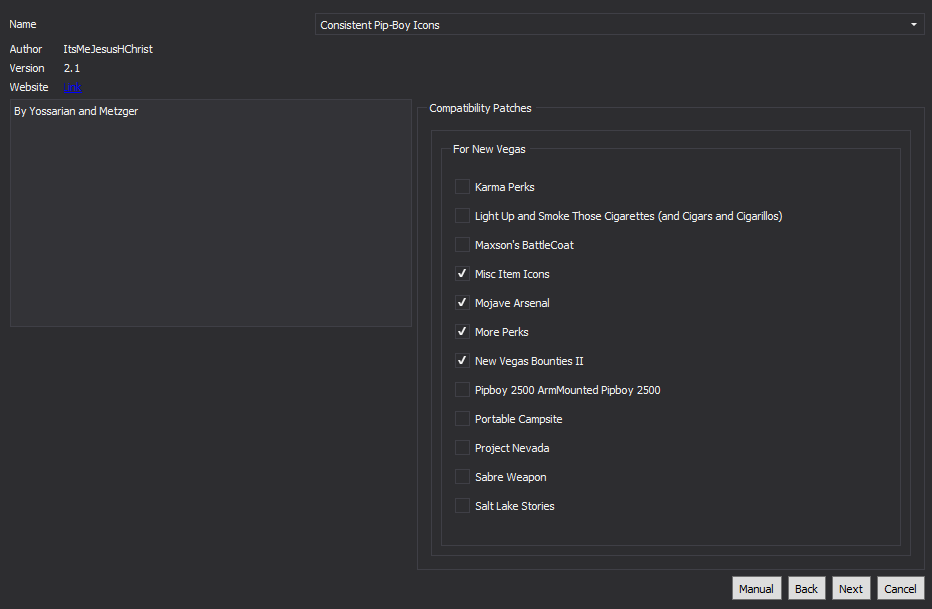 Name
Consistent Pip-Boy Icons
Author ItsMeJesusHChrist
Version 2.1
Website Link
By Yossarian and Metzger
Compatibility Patches
For New Vegas
Karma Perks
Light Up and Smoke Those Cigarettes (and Cigars and Cigarillos)
Maxson's BattleCoat
Misc Item Icons
Mojave Arsenal
More Perks
New Vegas Bounties II
Pipboy 2500 ArmMounted Pipboy 2500
Portable Campsite
Project Nevada
Sabre Weapon
Salt Lake Stories
Manual Back Next Cancel